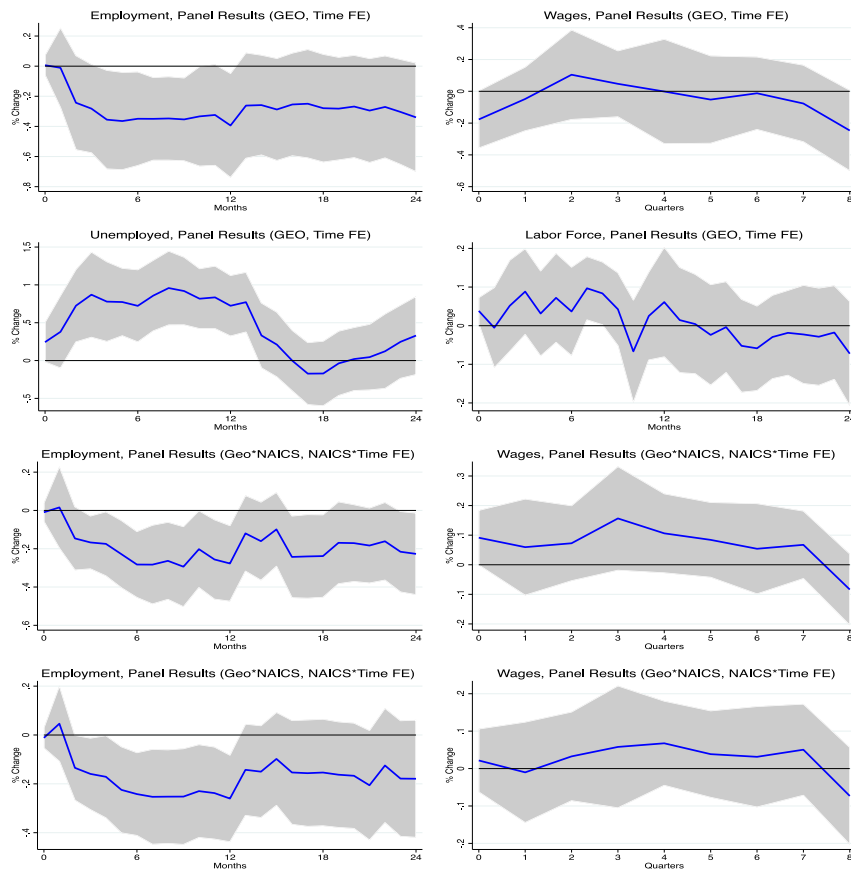 Employment, Panel Results (GEO, Time FE)
% Change
.2
0
-.2
-.4
-.6
-.8
0 6 12 18 24
Months
Wages, Panel Results (GEO, Time FE)
% Change
.4
.2
0
-.2
-.4
-.6
0 1 2 3 4 5 6 7 8
Quarters
Unemployed, Panel Results (GEO, Time FE)
% Change
1.5
1
.5
0
-.5
0 6 12 18 24
Months
Labor Force, Panel Results (GEO, Time FE)
% Change
.2
.1
0
-.1
-.2
0 6 12 18 24
Months
Employment, Panel Results (Geo*NAICS, NAICS*Time FE)
% Change
.2
0
-.2
-.4
-.6
0 6 12 18 24
Months
Wages, Panel Results (Geo*NAICS, NAICS*Time FE)
% Change
.3
.2
.1
0
-.1
-.2
0 1 2 3 4 5 6 7 8
Quarters
Employment, Panel Results (Geo*NAICS, NAICS*Time FE)
% Change
.2
0
-.2
-.4
0 6 12 18 24
Months
Wages, Panel Results (Geo*NAICS, NAICS*Time FE)
% Change
.2
.1
0
-.1
-.2
0 1 2 3 4 5 6 7 8
Quarters